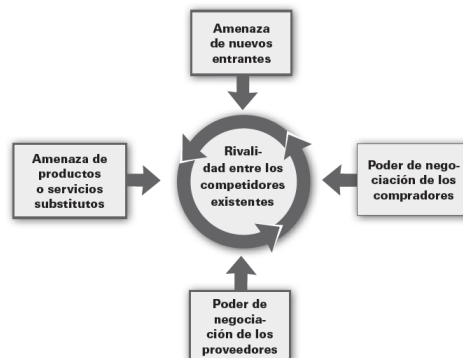 Amenaza
de nuevos
entrantes
Rivali-
dad entre los
competidores
existentes
Amenaza de
productos
o servicios
substitutos
Poder de nego-
ciación de los
compradores
Poder de
negocia-
ción de los
proveedores